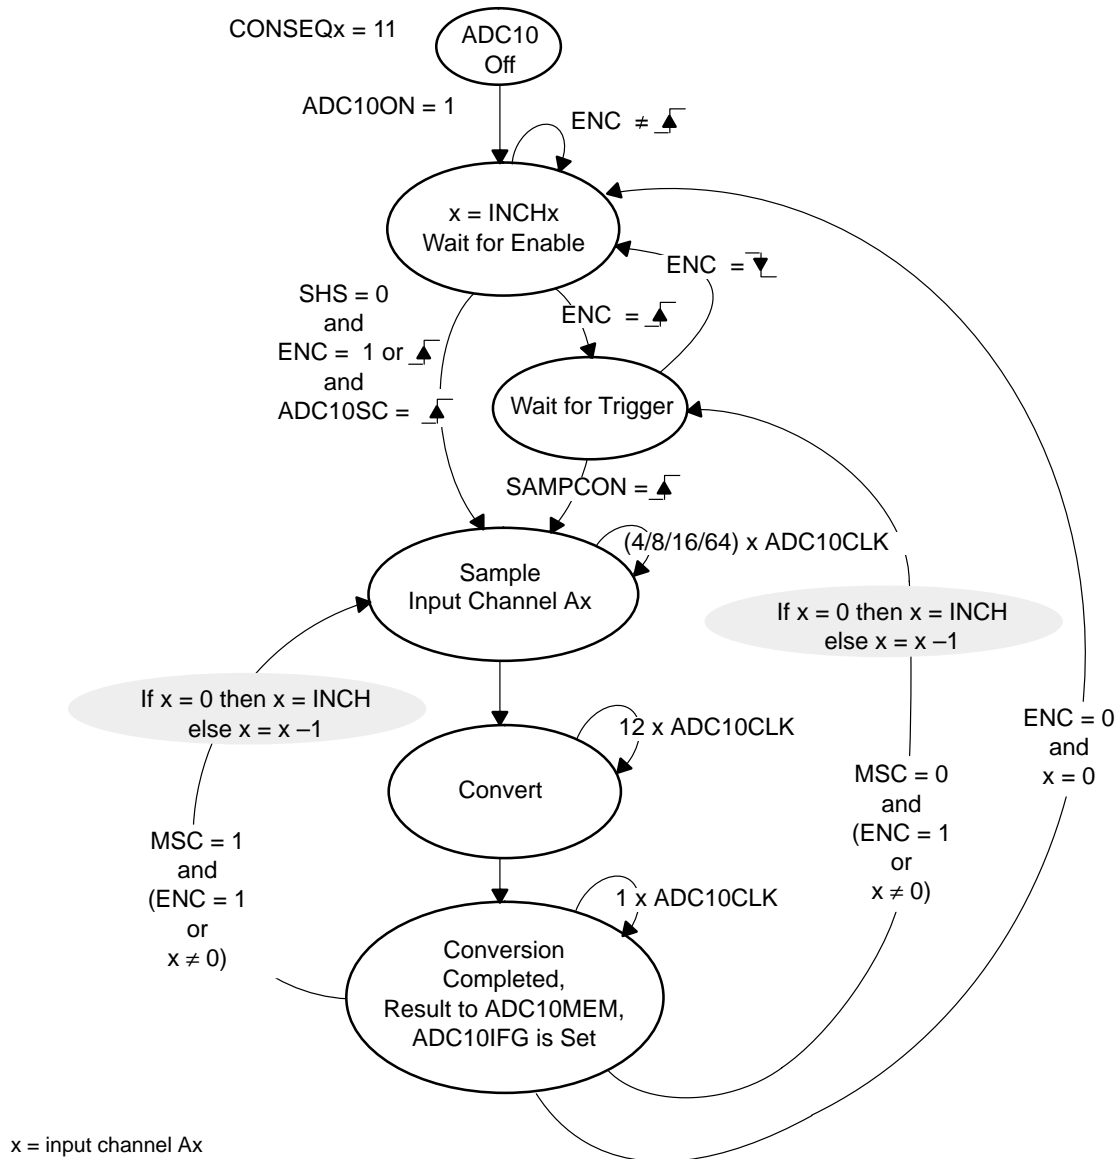 CONSEQx = 11
ADC10
Off
ADC10ON = 1
ENC ≠
x = INCHx
Wait for Enable
ENC =
SHS = 0
and
ENC = 1 or
and
ADC10SC =
ENC =
Wait for Trigger
SAMPCON =
(4/8/16/64) x ADC10CLK
Sample
Input Channel Ax
If x = 0 then x = INCH
else x = x –1
If x = 0 then x = INCH
else x = x –1
12 x ADC10CLK
Convert
ENC = 0
and
x = 0
MSC = 0
and
(ENC = 1
or
x ≠ 0)
MSC = 1
and
(ENC = 1
or
x ≠ 0)
1 x ADC10CLK
Conversion
Completed,
Result to ADC10MEM,
ADC10IFG is Set
x = input channel Ax